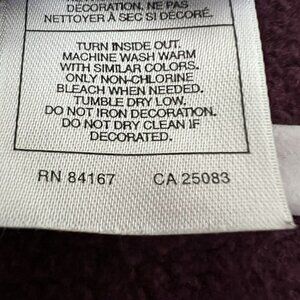 DECORATION, NE PAS
NETTOYER À SEC SI DÉCORÉ.
TURN INSIDE OUT.
MACHINE WASH WARM
WITH SIMILAR COLORS.
ONLY NON-CHLORINE
BLEACH WHEN NEEDED.
TUMBLE DRY LOW.
DO NOT IRON DECORATION.
DO NOT DRY CLEAN IF
DECORATED.
RN 84167 CA 25083